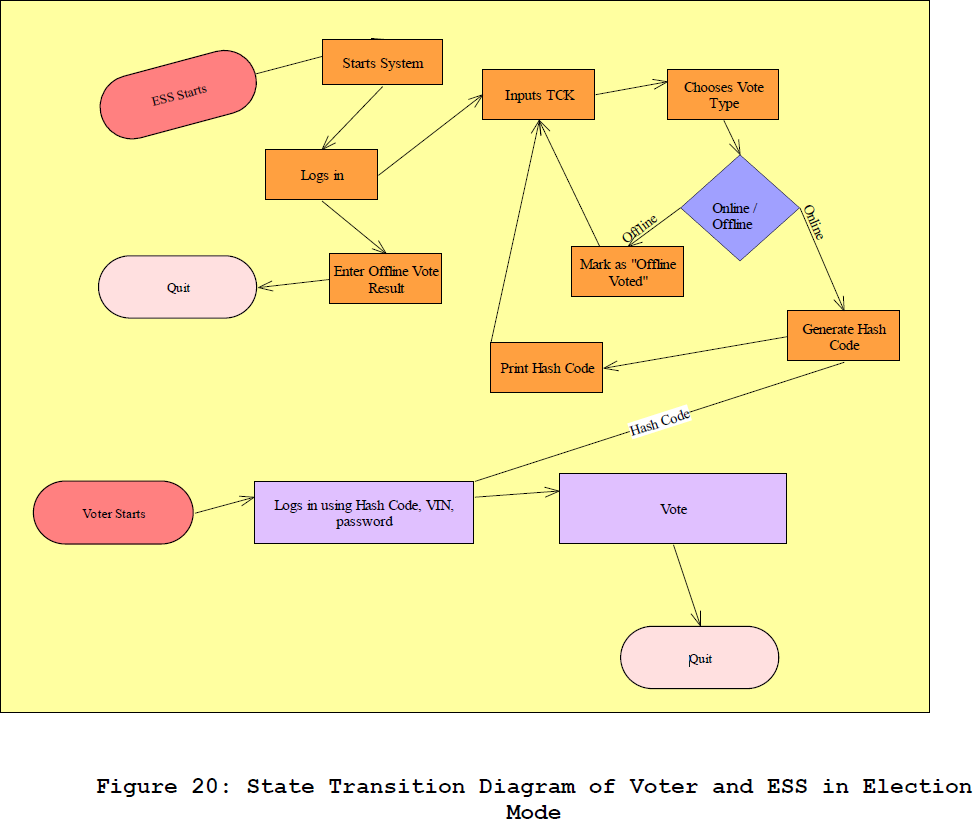 Starts System
ESS Starts
Inputs TCK
Chooses Vote
Type
Logs in
Online /
Offline
Offline
Online
Enter Offline Vote
Result
Mark as "Offline
Voted"
Quit
Generate Hash
Code
Print Hash Code
Hash Code
Voter Starts
Logs in using Hash Code, VIN,
password
Vote
Quit
Figure 20: State Transition Diagram of Voter and ESS in Election
Mode